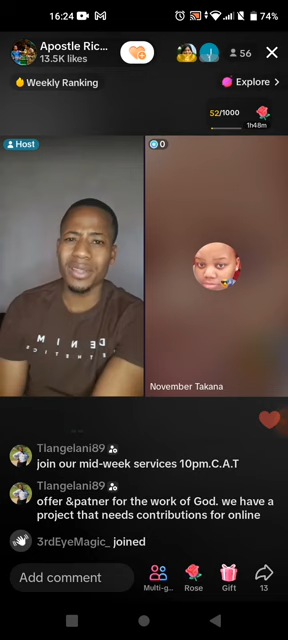 16:24
74%
Apostle Ric...
13.5K likes
56
Weekly Ranking
Explore >
52/1000
1h48m
Host
0
DENIM
November Takana
Tlangelani89
join our mid-week services 10pm.C.A.T
Tlangelani89
offer &patner for the work of God. we have a
project that needs contributions for online
3rdEyeMagic_ joined
Add comment
Multi-g...
Rose
Gift
13